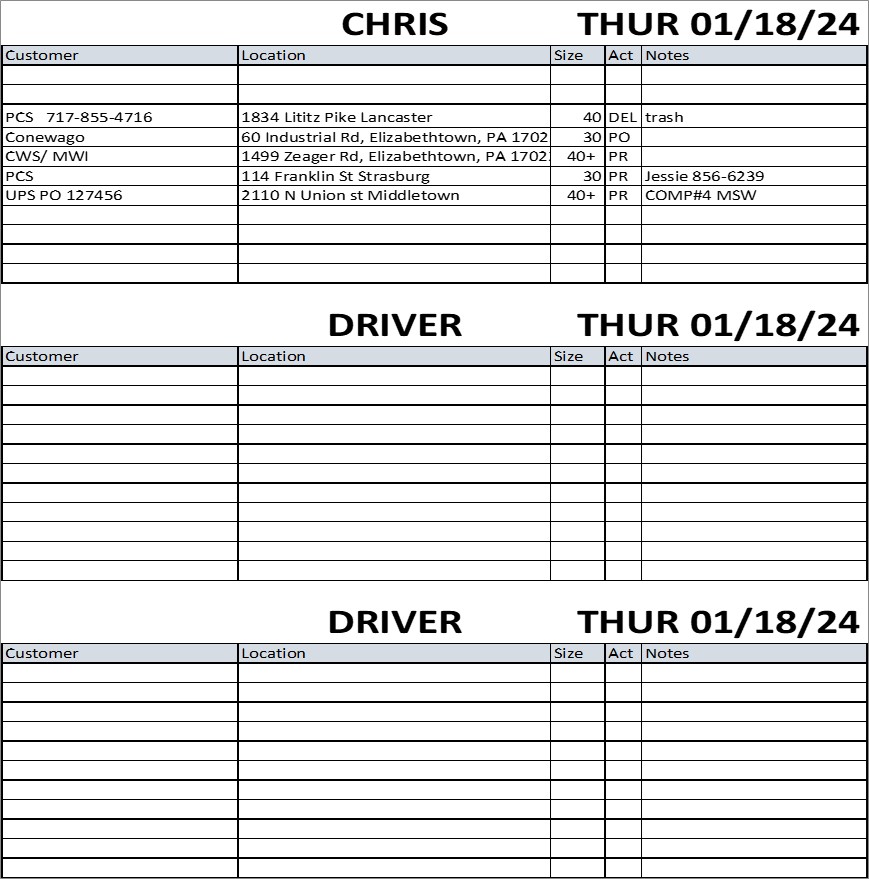 CHRIS THUR 01/18/24
Customer Location Size Act Notes
PCS 717-855-4716 1834 Lititz Pike Lancaster 40 DEL trash
Conewago 60 Industrial Rd, Elizabethtown, PA 1702 30 PO
CWS/ MWI 1499 Zeager Rd, Elizabethtown, PA 1702 40+ PR
PCS 114 Franklin St Strasburg 30 PR Jessie 856-6239
UPS PO 127456 2110 N Union st Middletown 40+ PR COMP#4 MSW
DRIVER THUR 01/18/24
Customer Location Size Act Notes
DRIVER THUR 01/18/24
Customer Location Size Act Notes